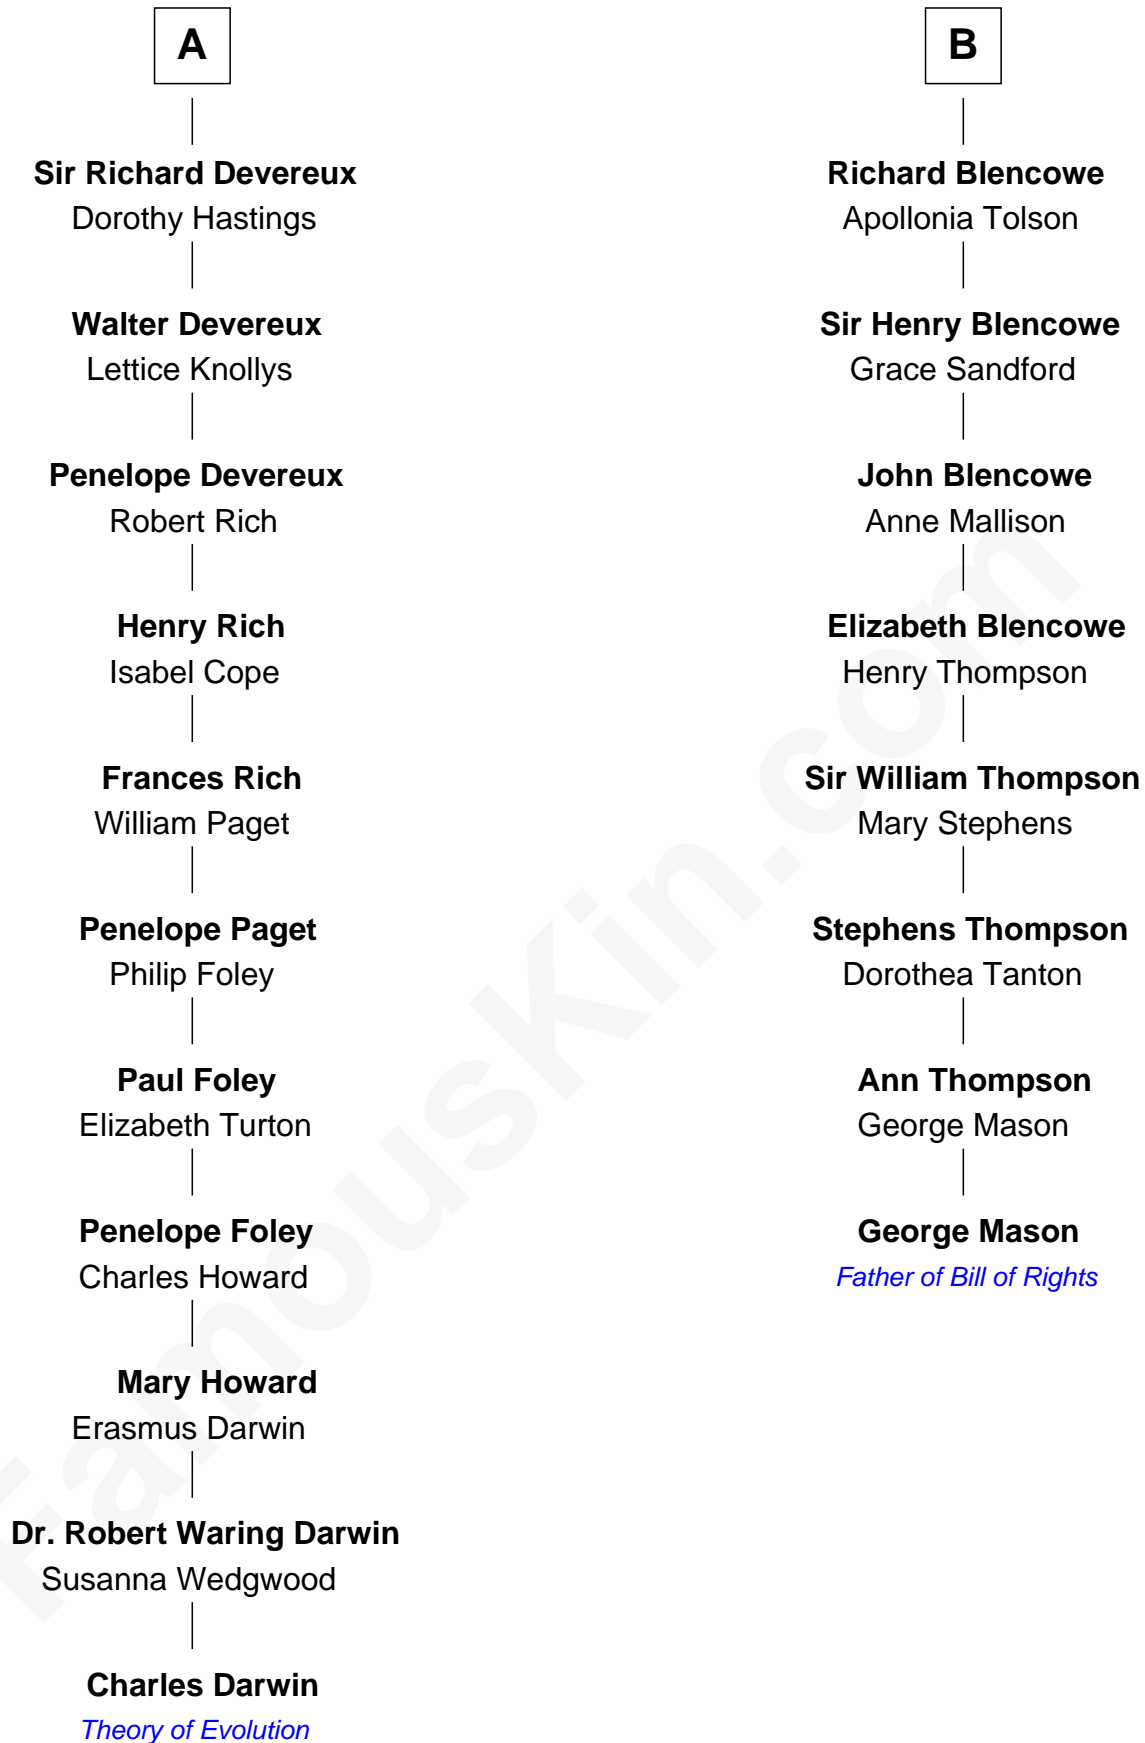 A
Sir Richard Devereux
Dorothy Hastings
Walter Devereux
Lettice Knollys
Penelope Devereux
Robert Rich
Henry Rich
Isabel Cope
Frances Rich
William Paget
Penelope Paget
Philip Foley
Paul Foley
Elizabeth Turton
Penelope Foley
Charles Howard
Mary Howard
Erasmus Darwin
Dr. Robert Waring Darwin
Susanna Wedgwood
Charles Darwin
Theory of Evolution
B
Richard Blencowe
Apollonia Tolson
Sir Henry Blencowe
Grace Sandford
John Blencowe
Anne Mallison
Elizabeth Blencowe
Henry Thompson
Sir William Thompson
Mary Stephens
Stephens Thompson
Dorothea Tanton
Ann Thompson
George Mason
George Mason
Father of Bill of Rights
FamousKin.com